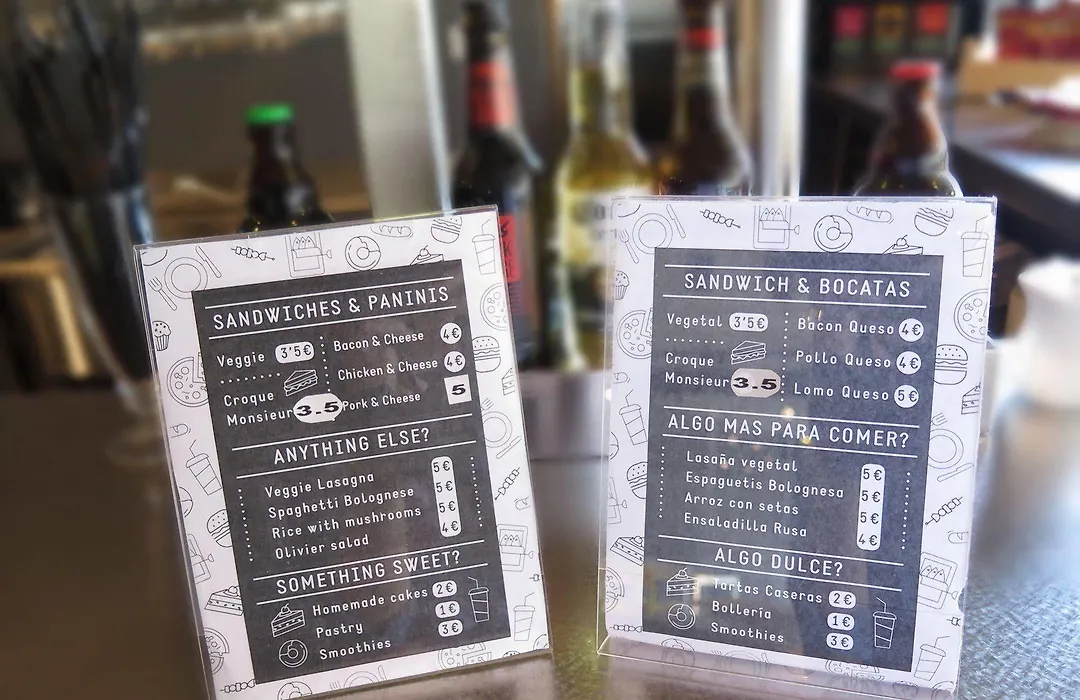 SANDWICHES & PANINIS
Veggie 3'5€
Croque
Monsieur 3.5
Bacon & Cheese 4€
Chicken & Cheese 4€
Pork & Cheese 5
ANYTHING ELSE?
Veggie Lasagna 5€
Spaghetti Bolognese 5€
Rice with mushrooms 5€
Olivier salad 4€
SOMETHING SWEET?
Homemade cakes 2€
Pastry 1€
Smoothies 3€
SANDWICH & BOCATAS
Vegetal 3'5€
Croque
Monsieur 3.5
Bacon Queso 4€
Pollo Queso 4€
Lomo Queso 5€
ALGO MAS PARA COMER?
Lasaña vegetal 5€
Espaguetis Bolognesa 5€
Arroz con setas 5€
Ensaladilla Rusa 4€
ALGO DULCE?
Tartas Caseras 2€
Bollería 1€
Smoothies 3€